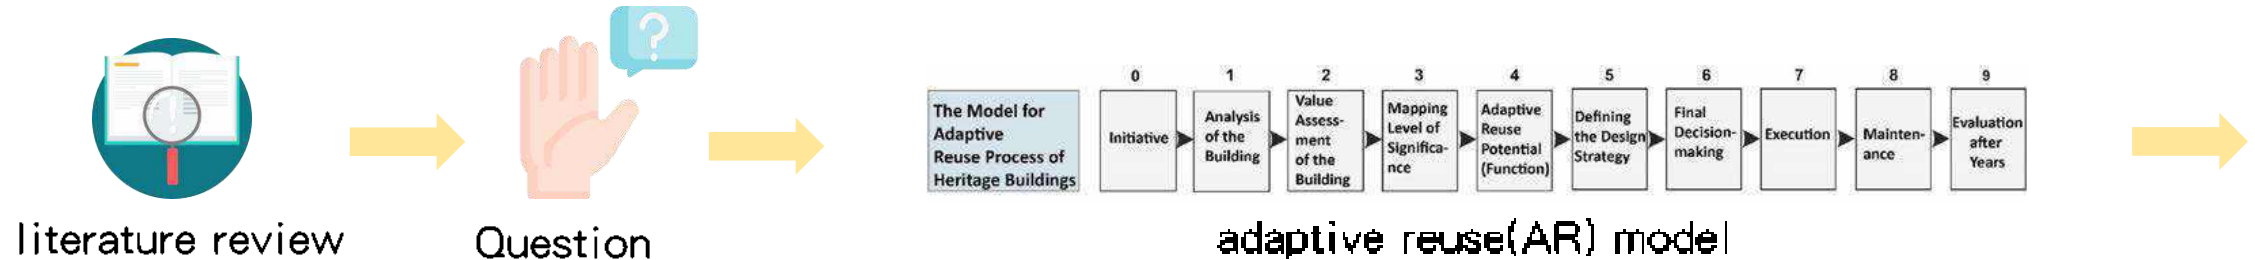 ?
0 1 2 3 4 5 6 7 8 9
The Model for
Adaptive
Reuse Process of
Heritage Buildings
Initiative
Analysis
of the
Building
Value
Assess-
ment
of the
Building
Mapping
Level of
Significa-
nce
Adaptive
Reuse
Potential
(Function)
Defining
the Design
Strategy
Final
Decision-
making
Execution
Mainten-
ance
Evaluation
after
Years
literature review
Question
adaptive reuse(AR) model